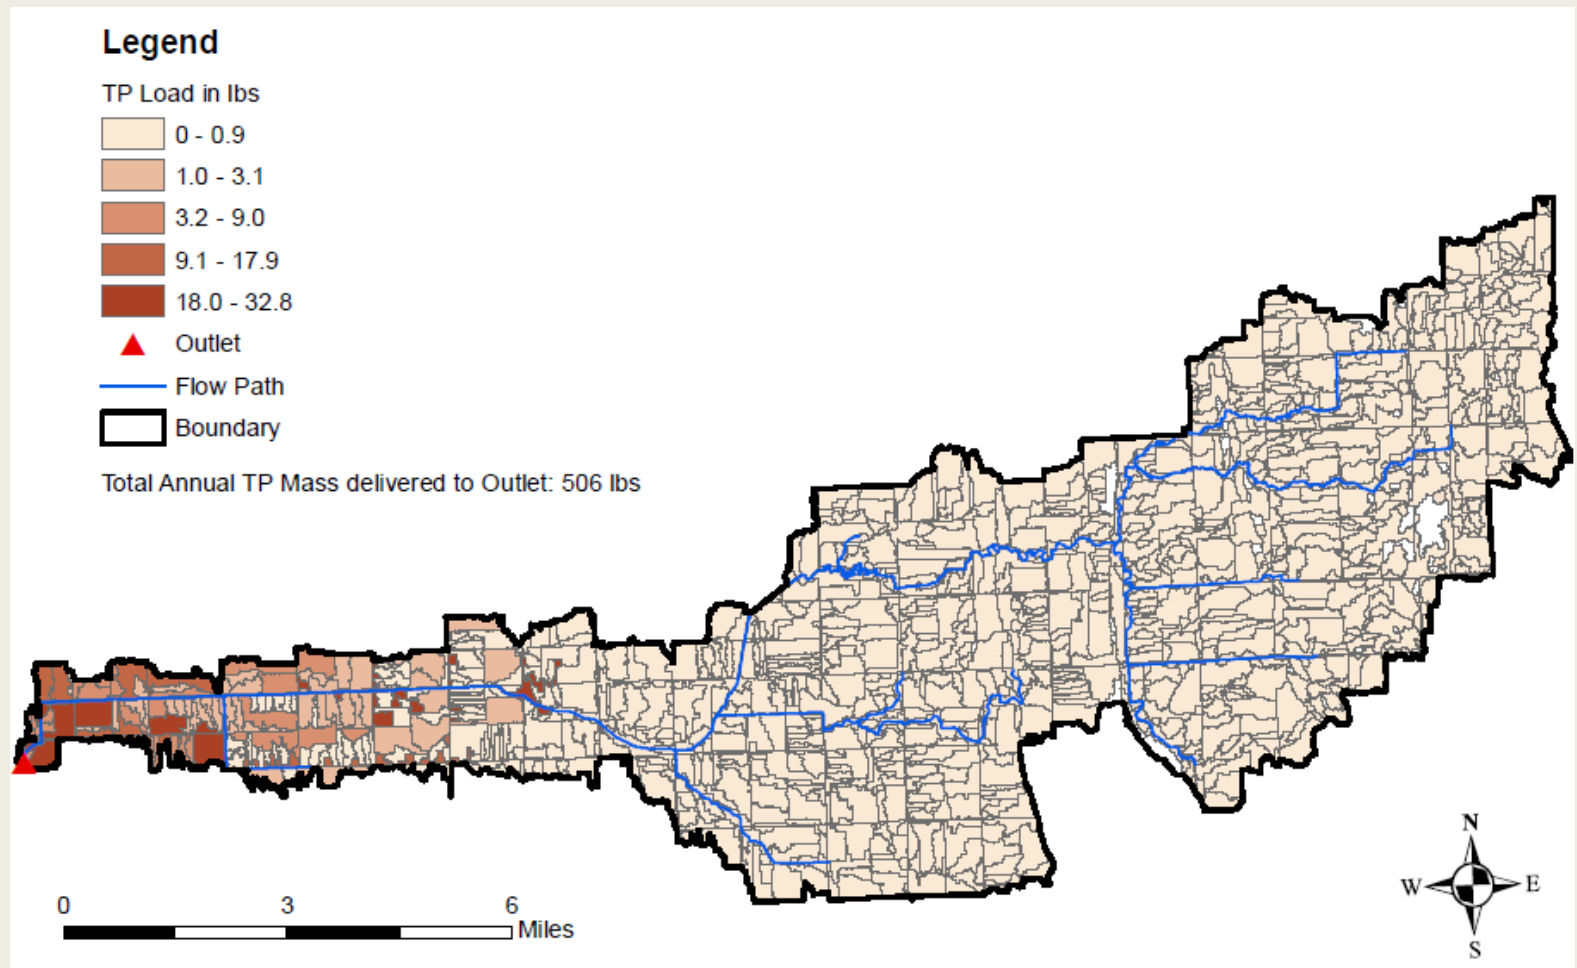 Legend
TP Load in lbs
0 - 0.9
1.0 - 3.1
3.2 - 9.0
9.1 - 17.9
18.0 - 32.8
Outlet
Flow Path
Boundary
Total Annual TP Mass delivered to Outlet: 506 lbs
N
W E
S
0 3 6
Miles